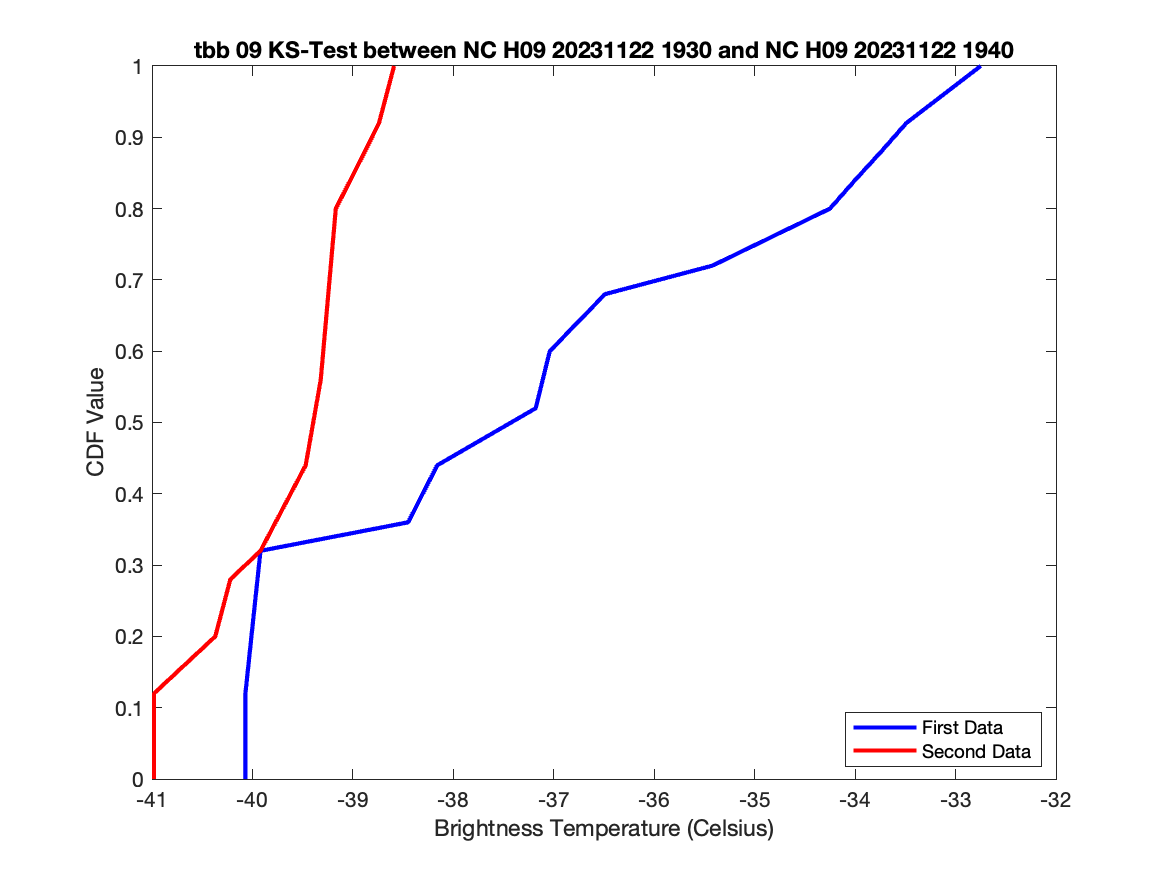 tbb 09 KS-Test between NC H09 20231122 1930 and NC H09 20231122 1940
1
0.9
0.8
0.7
0.6
0.5
0.4
0.3
0.2
0.1
0
CDF Value
First Data
Second Data
-41 -40 -39 -38 -37 -36 -35 -34 -33 -32
Brightness Temperature (Celsius)